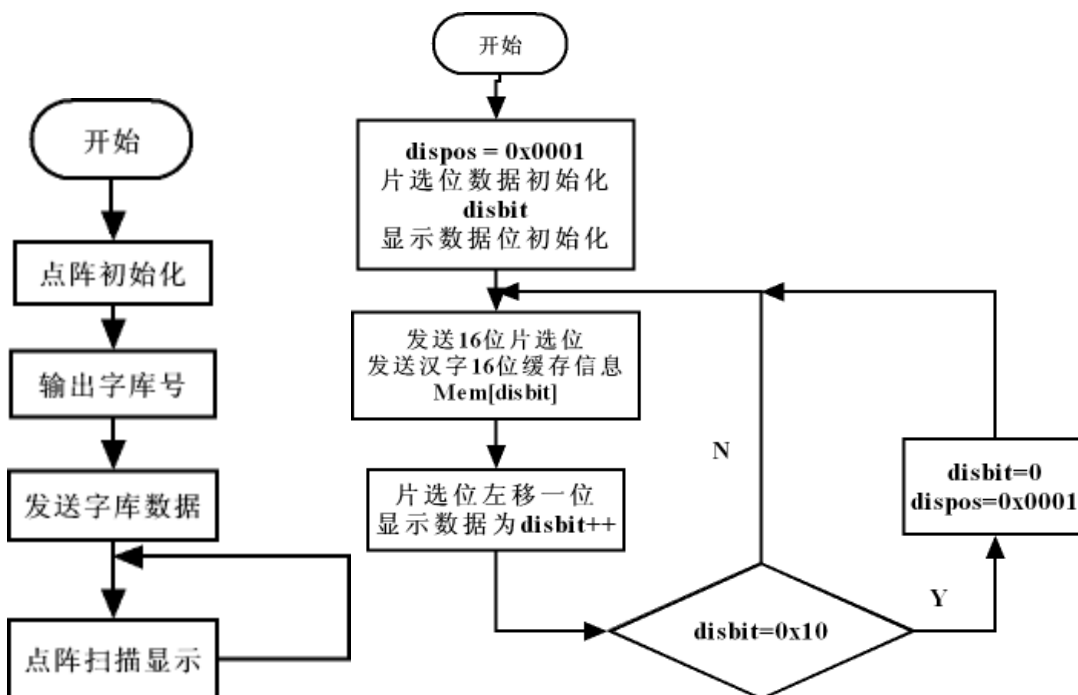 开始
点阵初始化
输出字库号
发送字库数据
点阵扫描显示
开始
dispos = 0x0001
片选位数据初始化
disbit
显示数据位初始化
发送16位片选位
发送汉字16位缓存信息
Mem[disbit]
片选位左移一位
显示数据为disbit++
disbit=0x10
N
Y
disbit=0
dispos=0x0001